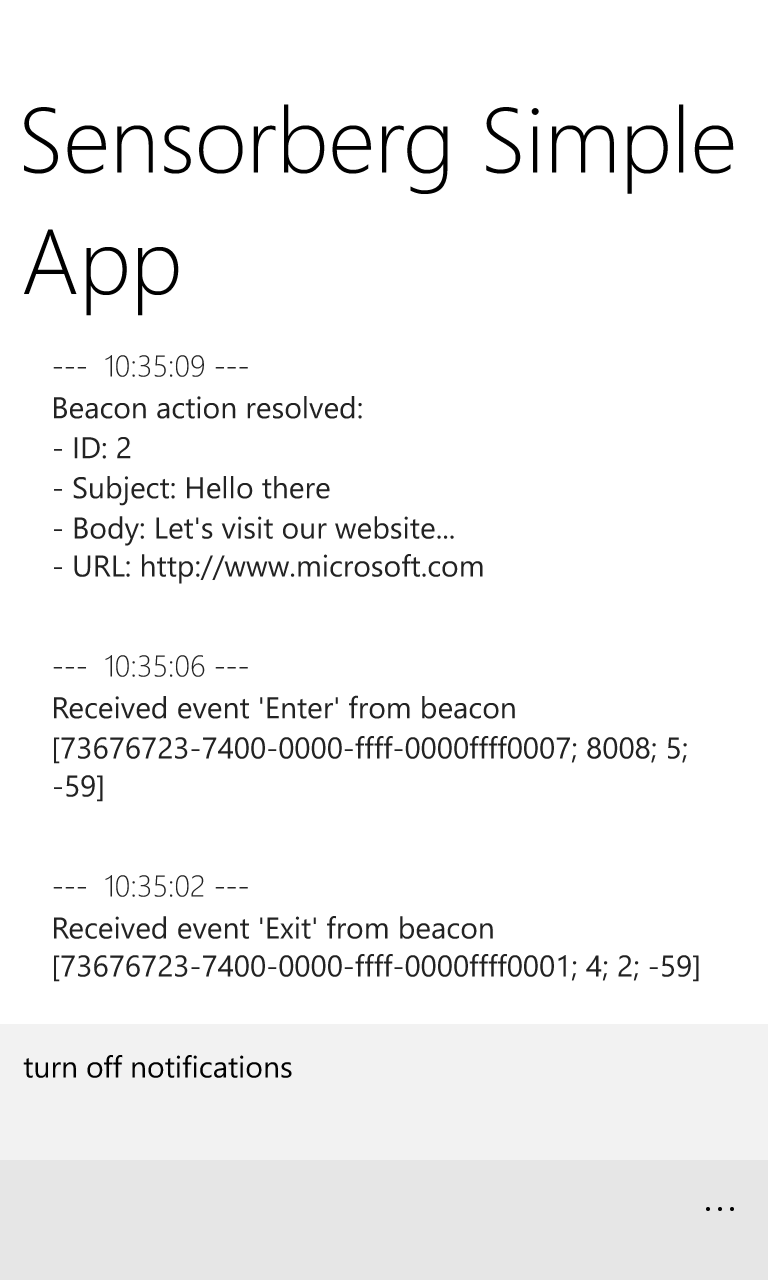 Sensorberg Simple
App
--- 10:35:09 ---
Beacon action resolved:
- ID: 2
- Subject: Hello there
- Body: Let's visit our website...
- URL: http://www.microsoft.com
--- 10:35:06 ---
Received event 'Enter' from beacon
[73676723-7400-0000-ffff-0000ffff0007; 8008; 5;
-59]
--- 10:35:02 ---
Received event 'Exit' from beacon
[73676723-7400-0000-ffff-0000ffff0001; 4; 2; -59]
turn off notifications
...